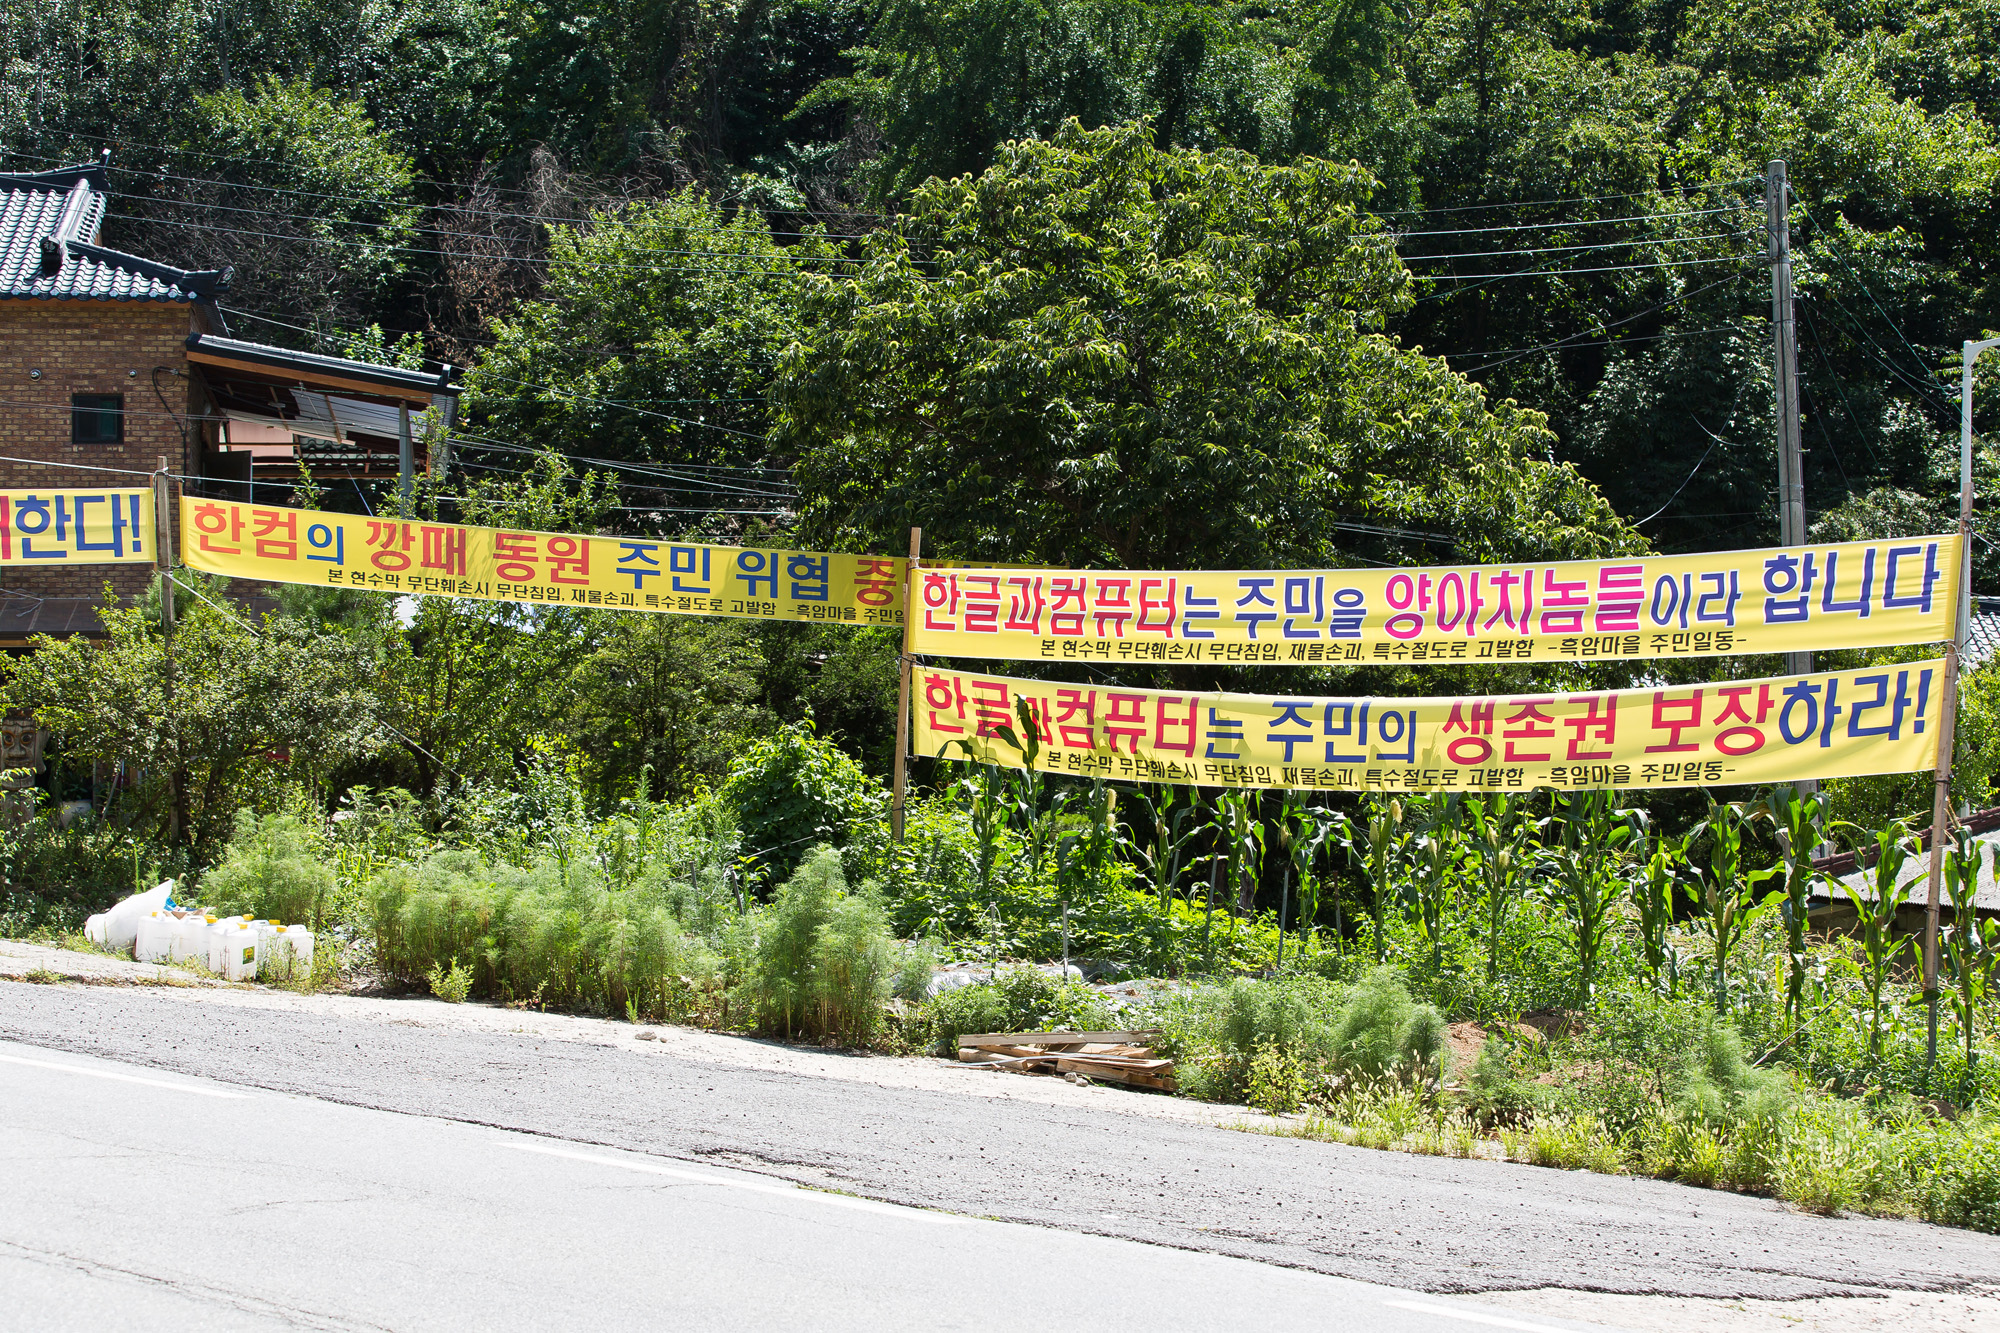 한다!
한컴의 깡패 동원 주민 위협
본 현수막 무단훼손시 무단침입, 재물손괴, 특수절도로 고발함 -흑암마을 주민일
한글과컴퓨터는 주민을 양아치놈들이라 합니다
본 현수막 무단훼손시 무단침입, 재물손괴, 특수절도로 고발함 -흑암마을 주민일동-
한글과컴퓨터는 주민의 생존권 보장하라!
본 현수막 무단훼손시 무단침입, 재물손괴, 특수절도로 고발함 -흑암마을 주민일동-